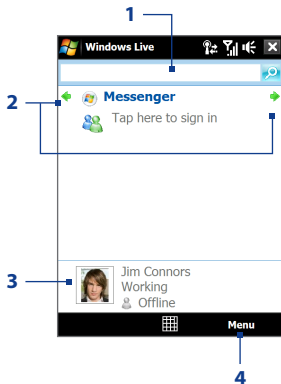 1
Windows Live
2
Messenger
Tap here to sign in
3
Jim Connors
Working
Offline
Menu
4